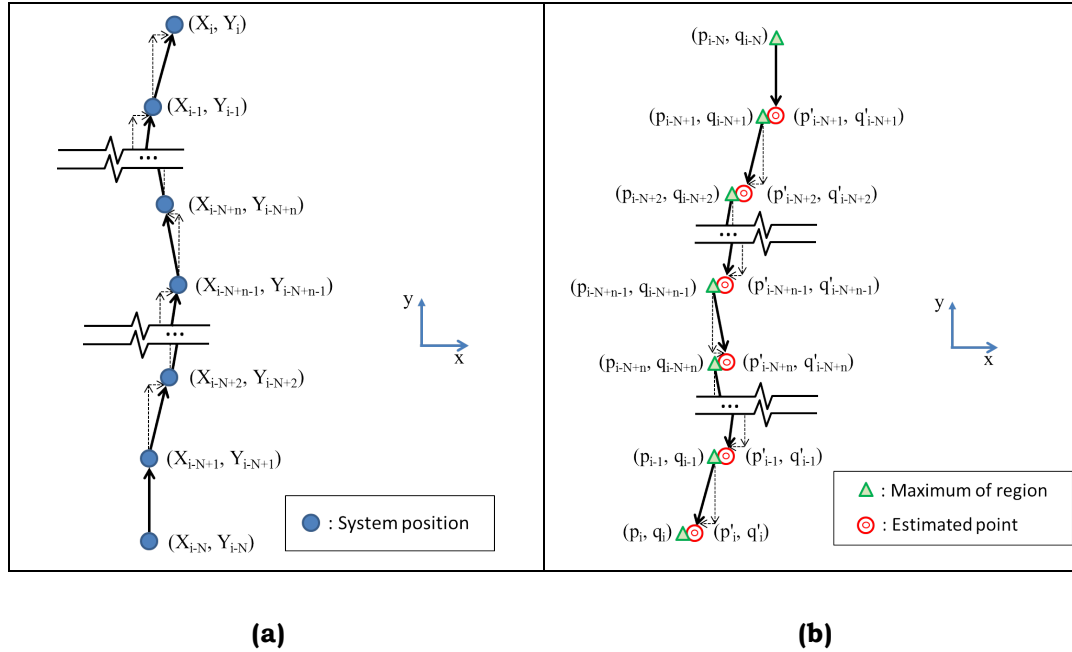 (Xi, Yi)
(Xi-1, Yi-1)
...
(Xi-N+n, Yi-N+n)
(Xi-N+n-1, Yi-N+n-1)
...
(Xi-N+2, Yi-N+2)
(Xi-N+1, Yi-N+1)
(Xi-N, Yi-N)
y
x
: System position
(a)
(pi-N, qi-N)
(pi-N+1, qi-N+1) (p'i-N+1, q'i-N+1)
(pi-N+2, qi-N+2) (p'i-N+2, q'i-N+2)
...
(pi-N+n-1, qi-N+n-1) (p'i-N+n-1, q'i-N+n-1)
(pi-N+n, qi-N+n) (p'i-N+n, q'i-N+n)
...
(pi-1, qi-1) (p'i-1, q'i-1)
(pi, qi) (p'i, q'i)
y
x
: Maximum of region
: Estimated point
(b)